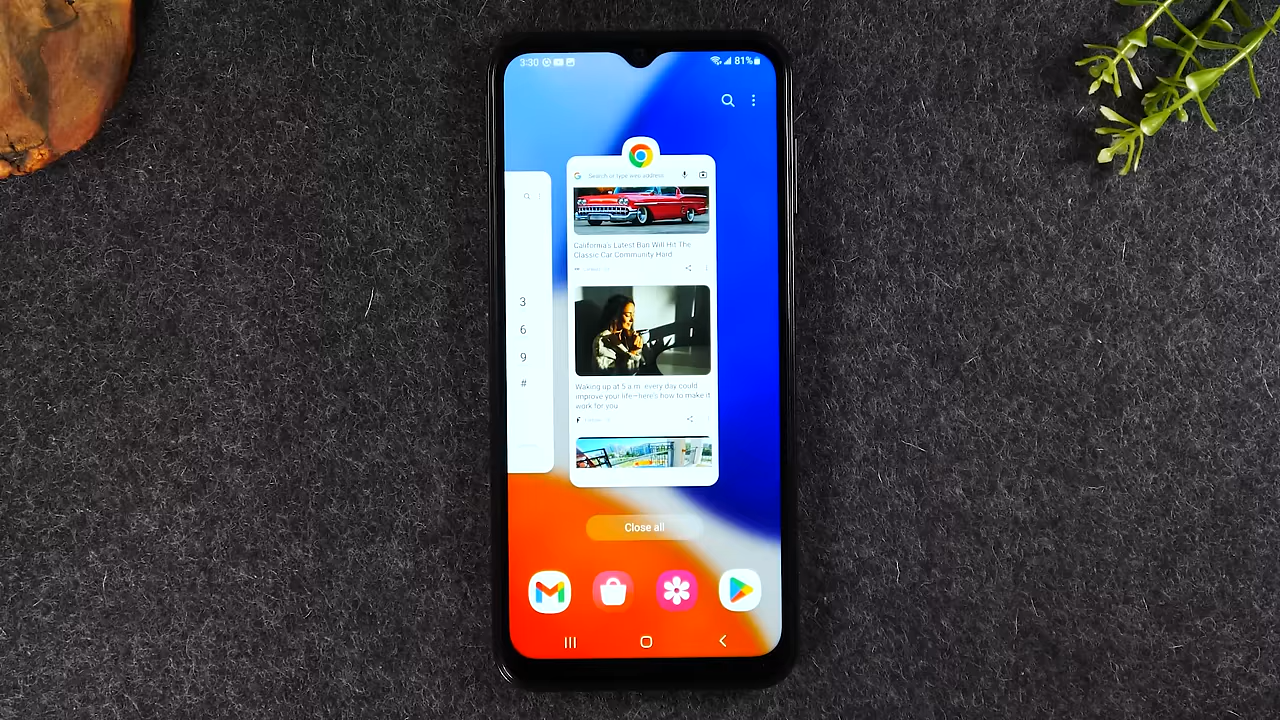 3:30
81%
Search or type web address
California's Latest Ban Will Hit The
Classic Car Community Hard
3
6
9
#
Waking up at 5 a.m. every day could
improve your life—here's how to make it
work for you
Close all